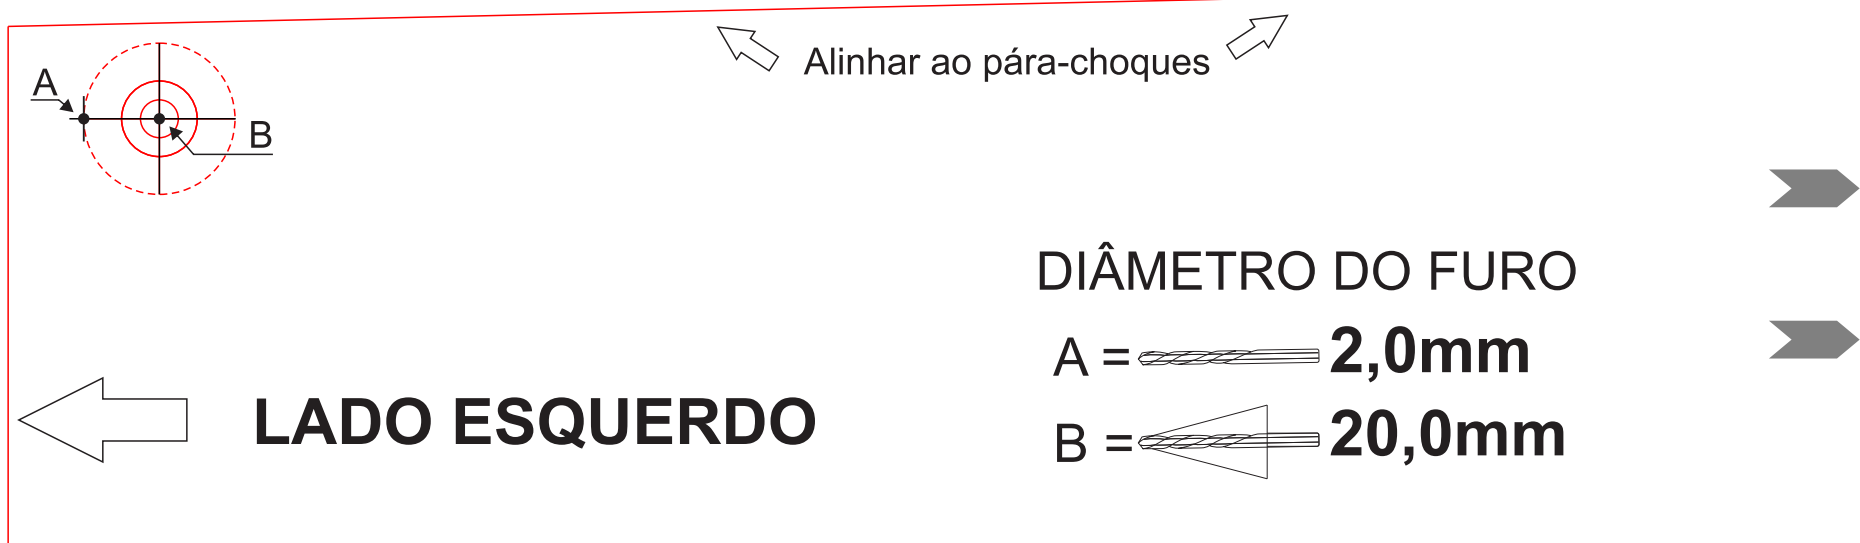 Alinhar ao pára-choques
A
B
DIÂMETRO DO FURO
A = 2,0mm
B = 20,0mm
LADO ESQUERDO